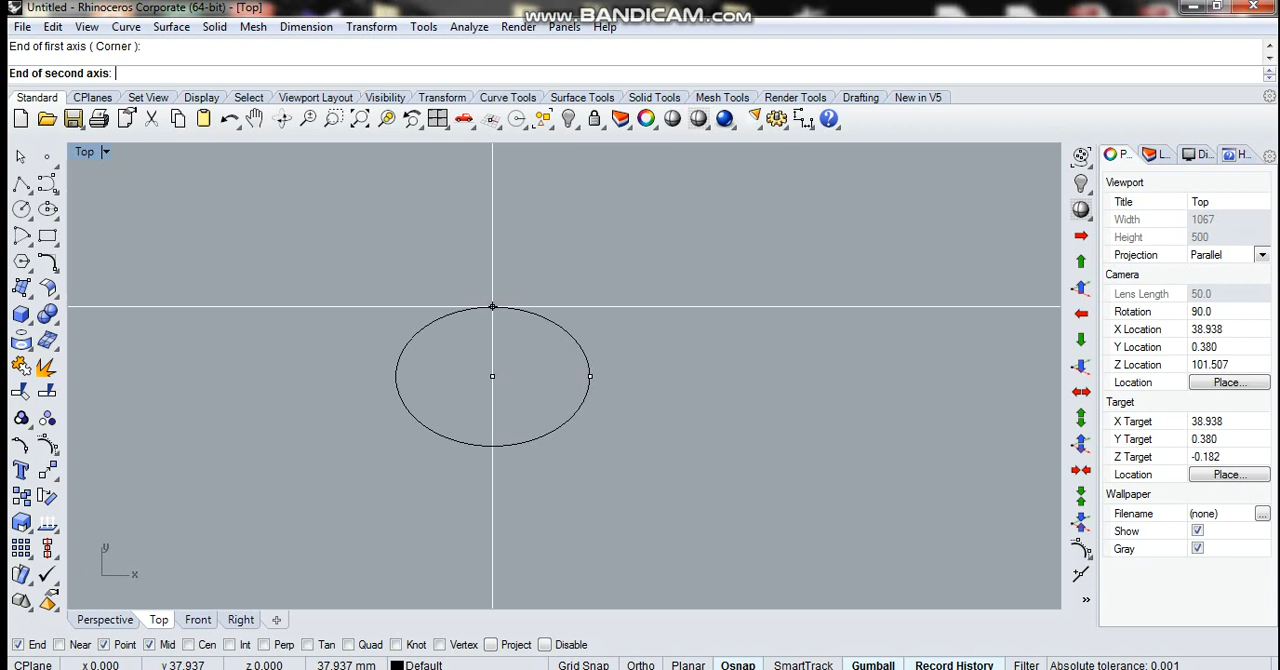 Untitled - Rhinoceros Corporate (64-bit) - [Top]
www.BANDICAM.com
File Edit View Curve Surface Solid Mesh Dimension Transform Tools Analyze Render Panels Help
End of first axis ( Corner ):
End of second axis:
Standard CPlanes Set View Display Select Viewport Layout Visibility Transform Curve Tools Surface Tools Solid Tools Mesh Tools Render Tools Drafting New in V5
Top
P... L... Di... H...
Viewport
Title Top
Width 1067
Height 500
Projection Parallel
Camera
Lens Length 50.0
Rotation 90.0
X Location 38.938
Y Location 0.380
Z Location 101.507
Location Place...
Target
X Target 38.938
Y Target 0.380
Z Target -0.182
Location Place...
Wallpaper
Filename (none) ...
Show
Gray
y
x
Perspective Top Front Right
End Near Point Mid Cen Int Perp Tan Quad Knot Vertex Project Disable
CPlane x 0.000 y 37.937 z 0.000 37.937 mm Default Grid Snap Ortho Planar Osnap SmartTrack Gumball Record History Filter Absolute tolerance: 0.001